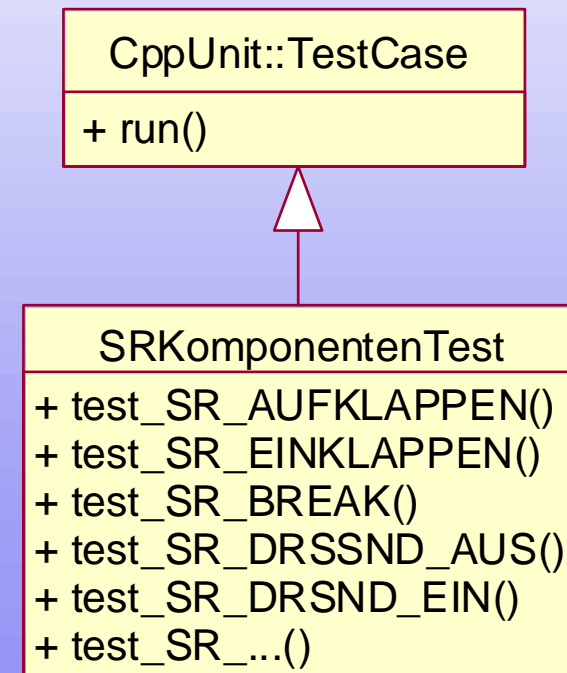 CppUnit::TestCase
+ run()
SRKomponentenTest
+ test_SR_AUFKLAPPEN()
+ test_SR_EINKLAPPEN()
+ test_SR_BREAK()
+ test_SR_DRSSND_AUS()
+ test_SR_DRSND_EIN()
+ test_SR_...()